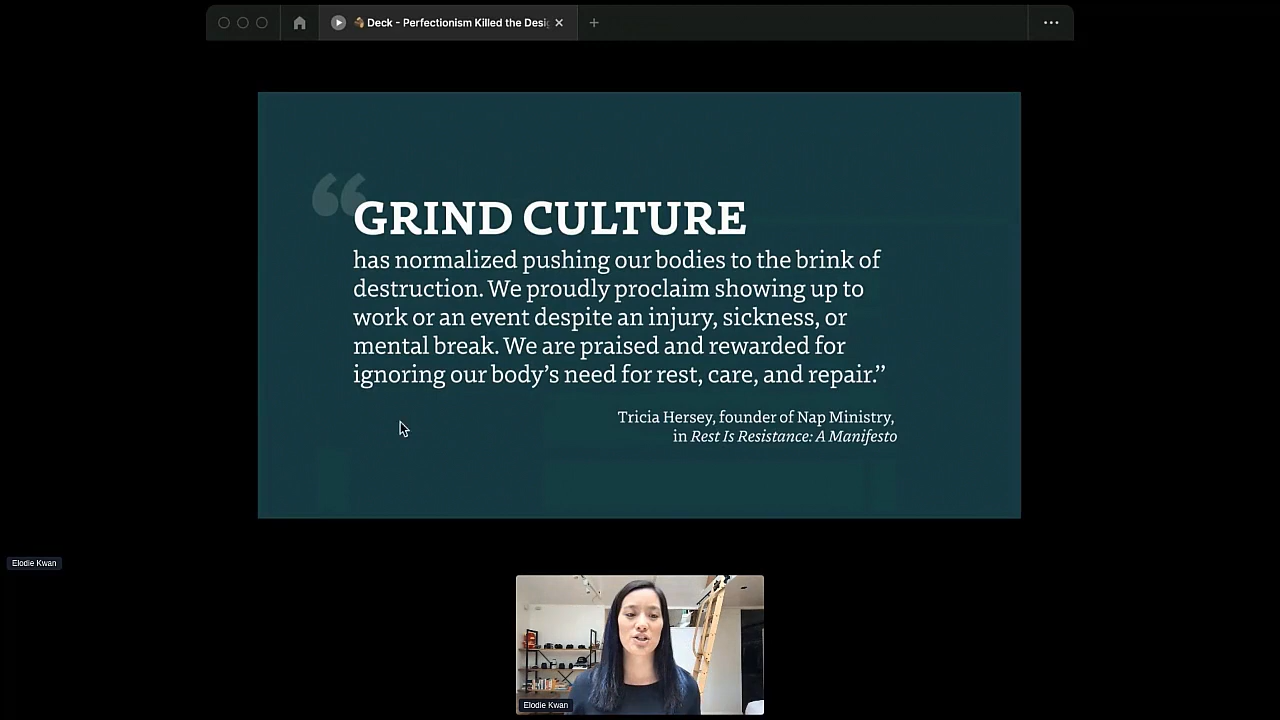 Deck - Perfectionism Killed the Desi
“GRIND CULTURE
has normalized pushing our bodies to the brink of
destruction. We proudly proclaim showing up to
work or an event despite an injury, sickness, or
mental break. We are praised and rewarded for
ignoring our body’s need for rest, care, and repair.”
Tricia Hersey, founder of Nap Ministry,
in Rest Is Resistance: A Manifesto
Elodie Kwan
Elodie Kwan